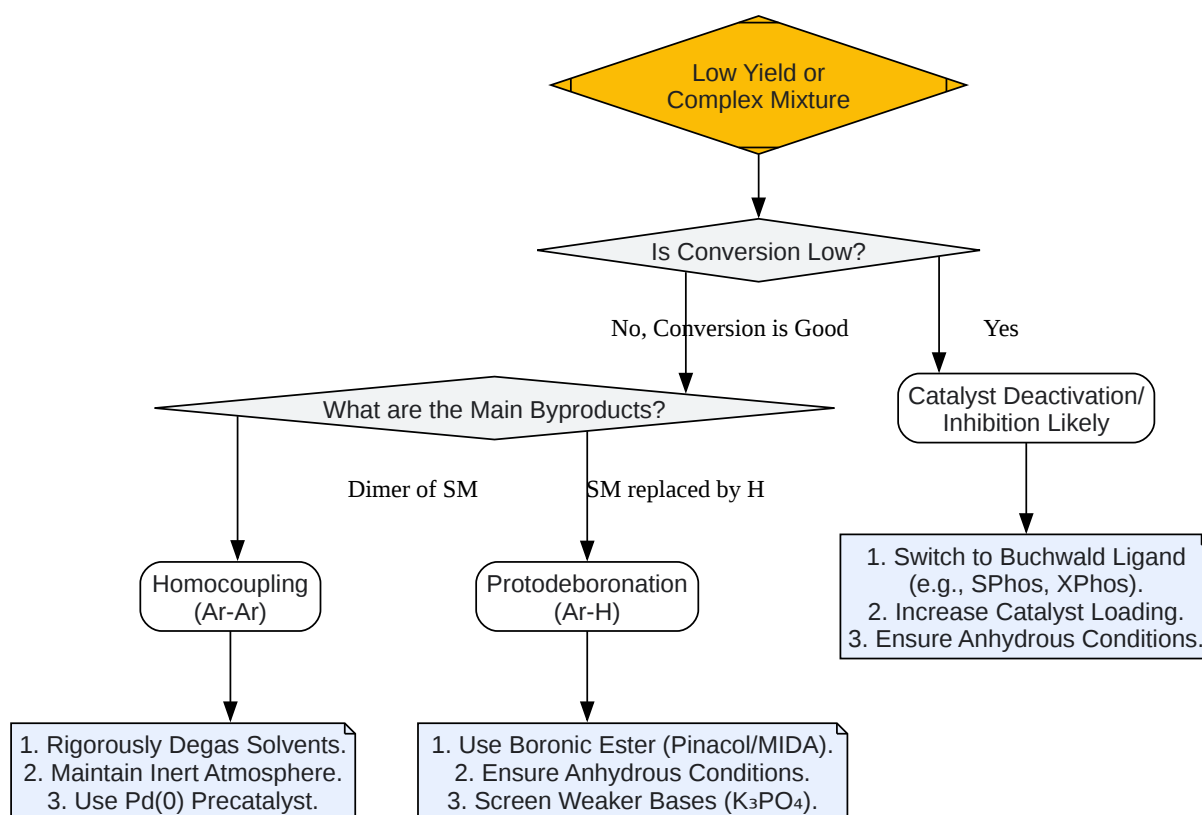 Low Yield or
Complex Mixture
Is Conversion Low?
No, Conversion is Good
Yes
What are the Main Byproducts?
Catalyst Deactivation/
Inhibition Likely
Dimer of SM
SM replaced by H
Homocoupling
(Ar-Ar)
Protodeboronation
(Ar-H)
1. Switch to Buchwald Ligand
(e.g., SPhos, XPhos).
2. Increase Catalyst Loading.
3. Ensure Anhydrous Conditions.
1. Rigorously Degas Solvents.
2. Maintain Inert Atmosphere.
3. Use Pd(0) Precatalyst.
1. Use Boronic Ester (Pinacol/MIDA).
2. Ensure Anhydrous Conditions.
3. Screen Weaker Bases (K₃PO₄).